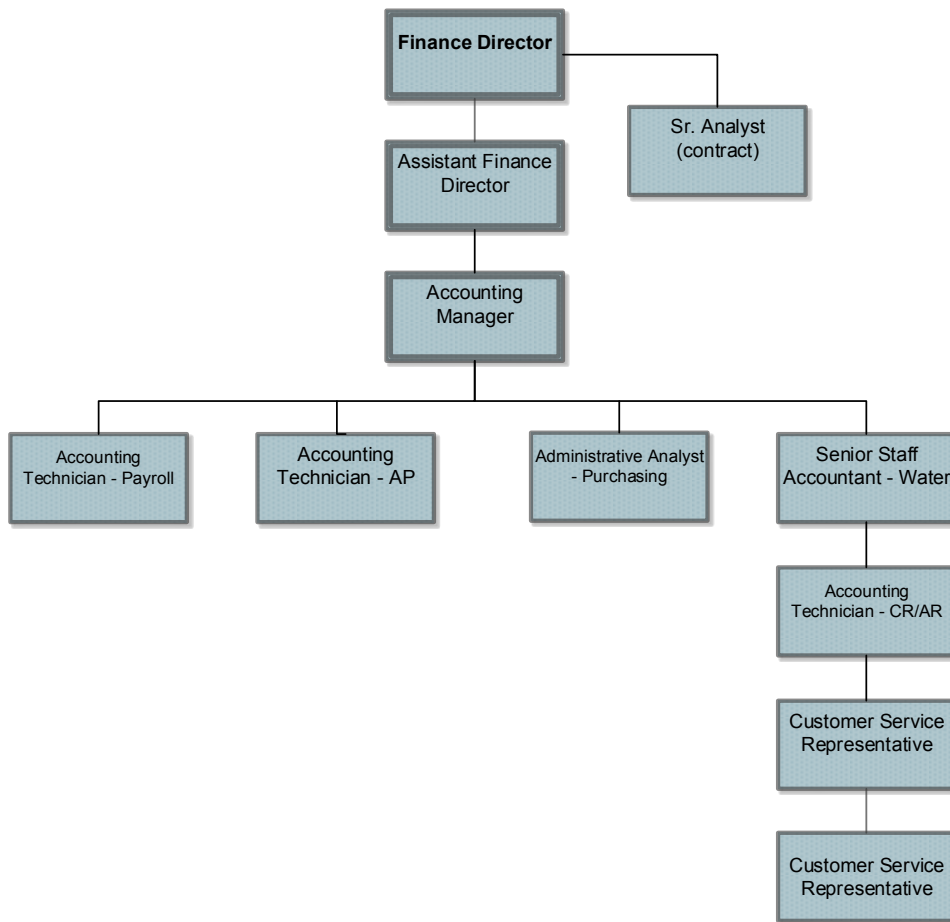 Finance Director
Sr. Analyst
(contract)
Assistant Finance
Director
Accounting
Manager
Accounting
Technician - Payroll
Accounting
Technician - AP
Administrative Analyst
- Purchasing
Senior Staff
Accountant - Water
Accounting
Technician - CR/AR
Customer Service
Representative
Customer Service
Representative